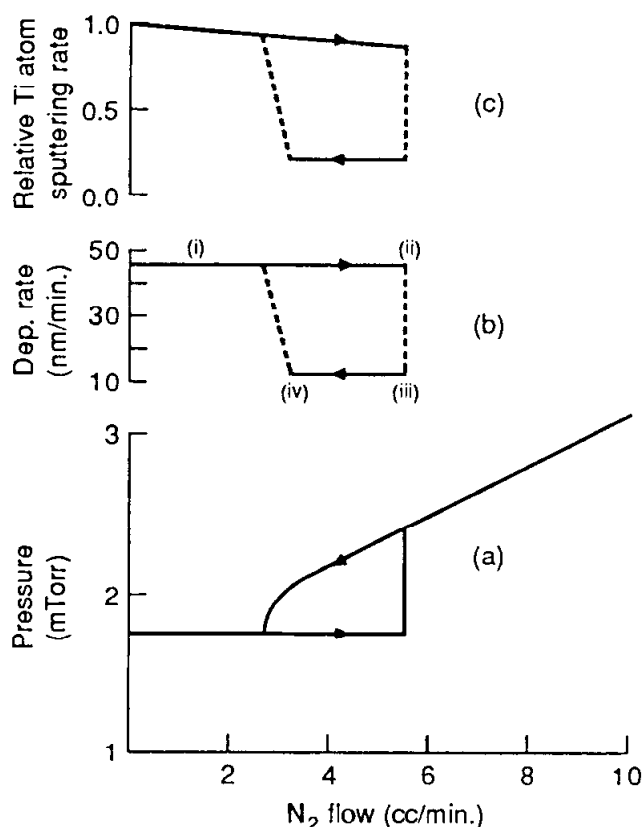 Relative Ti atom
sputtering rate
1.0
0.5
0.0
(c)
Dep. rate
(nm/min.)
50
30
10
(i)
(ii)
(b)
(iv)
(iii)
Pressure
(mTorr)
3
2
1
(a)
2
4
6
8
10
N₂ flow (cc/min.)